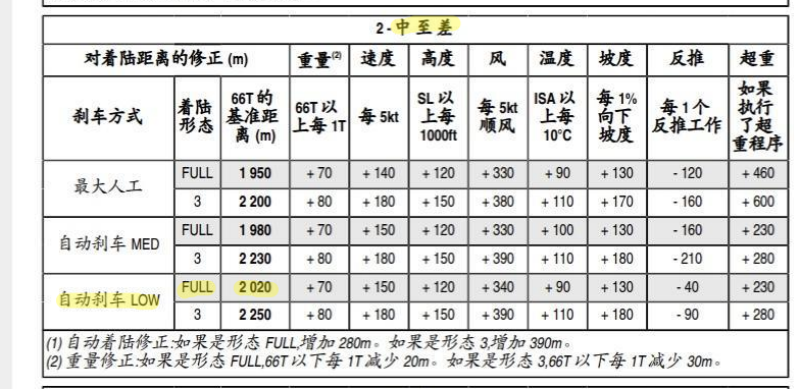 2-中至差
对着陆距离的修正 (m) 重量(2) 速度 高度 风 温度 坡度 反推 超重
刹车方式 着陆形态 66T 的基准距离 (m) 66T 以上每 1T 每 5kt SL 以上每 1000ft 每 5kt 顺风 ISA 以上每 10°C 每 1% 向下坡度 每 1 个反推工作 如果执行了超重程序
最大人工 FULL 1 950 + 70 + 140 + 120 + 330 + 90 + 130 - 120 + 460
3 2 200 + 80 + 180 + 150 + 380 + 110 + 170 - 160 + 600
自动刹车 MED FULL 1 980 + 70 + 150 + 120 + 330 + 100 + 130 - 160 + 230
3 2 230 + 80 + 180 + 150 + 390 + 110 + 180 - 210 + 280
自动刹车 LOW FULL 2 020 + 70 + 150 + 120 + 340 + 90 + 130 - 40 + 230
3 2 250 + 80 + 180 + 150 + 390 + 110 + 180 - 90 + 280
(1) 自动着陆修正:如果是形态 FULL,增加 280m。如果是形态 3,增加 390m。
(2) 重量修正:如果是形态 FULL,66T 以下每 1T 减少 20m。如果是形态 3,66T 以下每 1T 减少 30m。